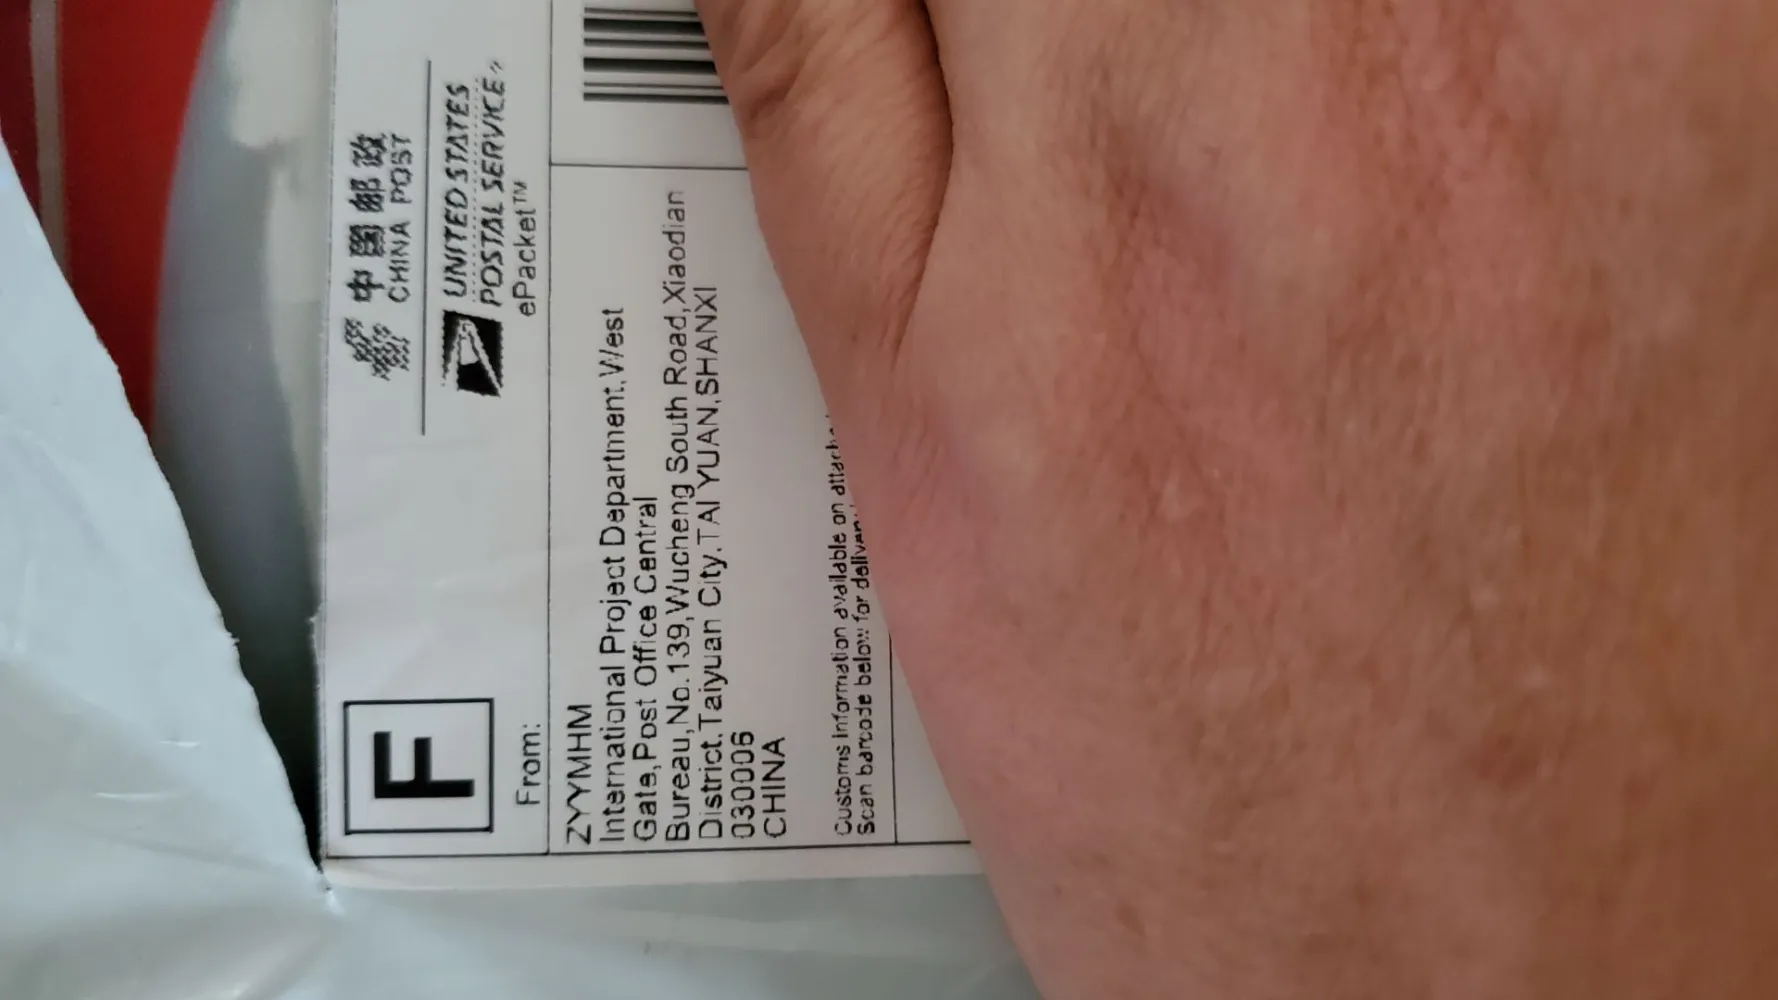 F
中国邮政
CHINA POST
UNITED STATES
POSTAL SERVICE®
ePacket™
From:
ZYYMHM
International Project Department,West
Gate,Post Office Central
Bureau,No.139,Wucheng South Road,Xiaodian
District,Taiyuan City,TAI YUAN,SHANXI
030006
CHINA
Customs Information available on
Scan barcode below for